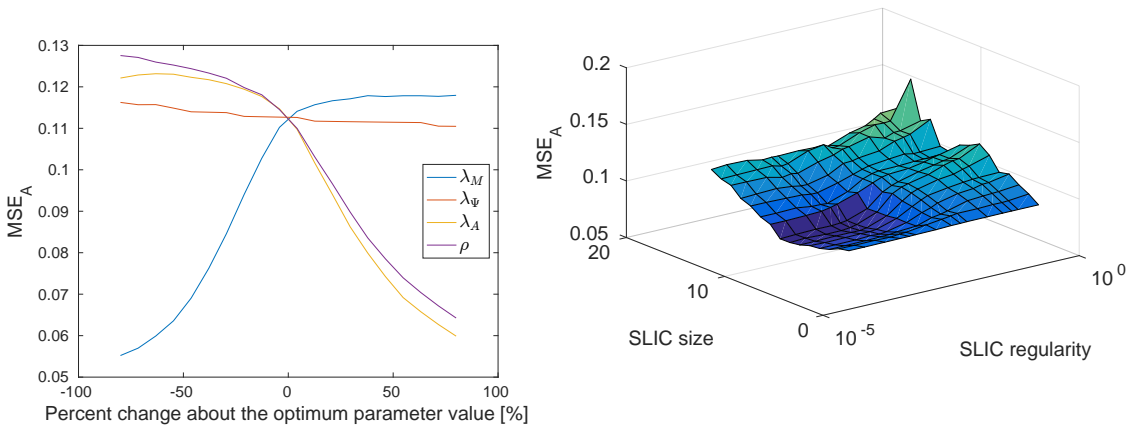 0.13
0.12
0.11
0.1
0.09
0.08
0.07
0.06
0.05
MSE_A
-100
-50
0
50
100
Percent change about the optimum parameter value [%]
λ_M
λ_Ψ
λ_A
ρ
0.2
0.15
0.1
0.05
MSE_A
20
10
0
SLIC size
10^-5
10^0
SLIC regularity